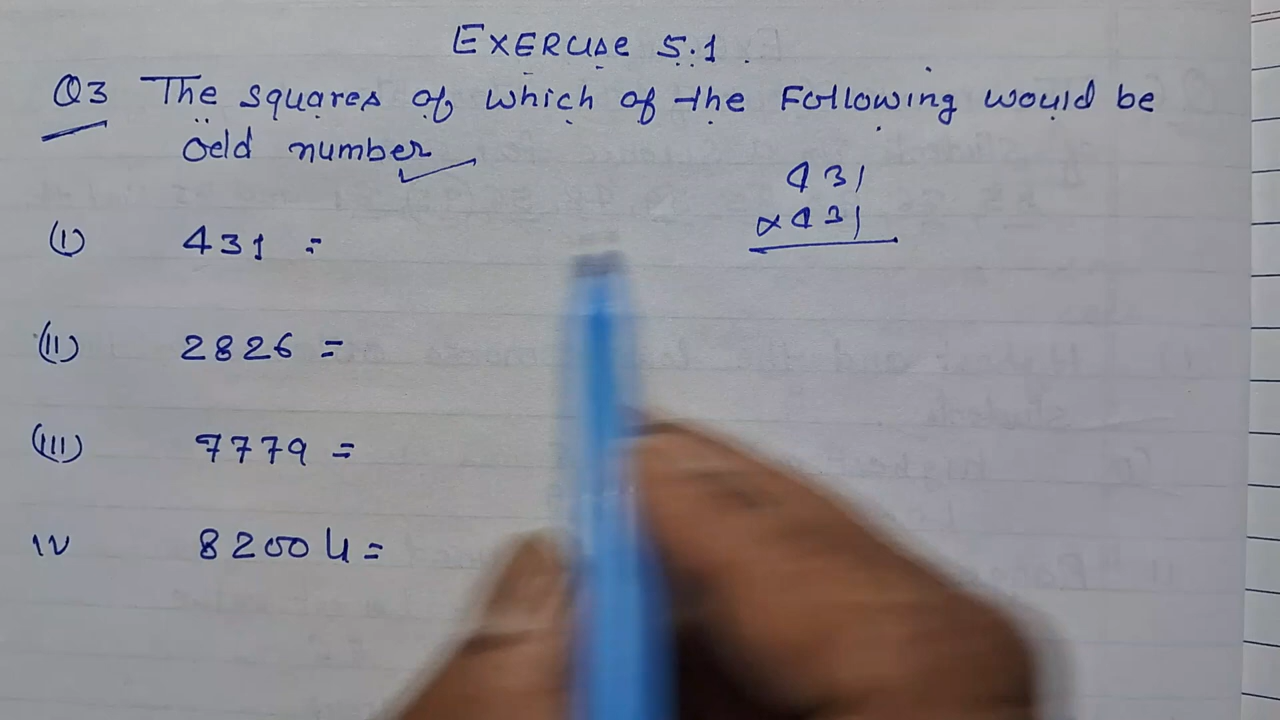 EXERCISE 5.1.
Q3 The squares of which of the Following would be
odd number
431
x431
(I) 431 =
(II) 2826 =
(III) 7779 =
IV 82004 =